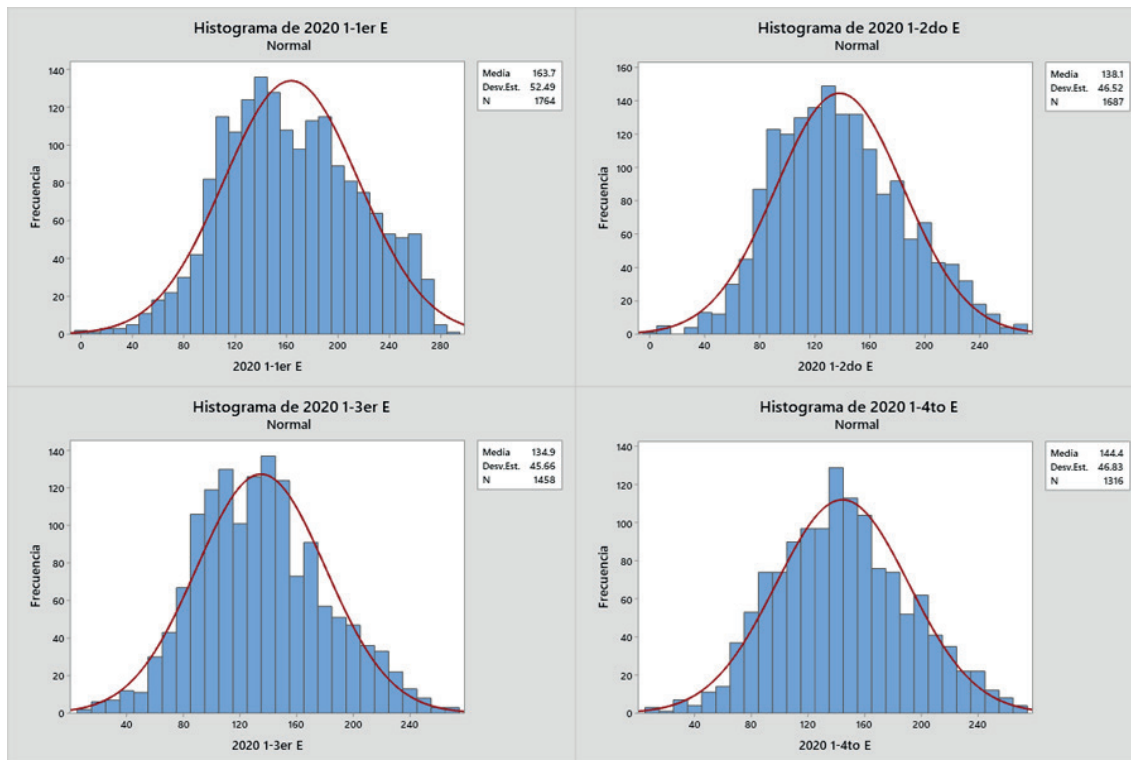 Histograma de 2020 1-1er E
Normal
Media 163.7
Desv.Est. 52.49
N 1764
Frecuencia
140
120
100
80
60
40
20
0
0 40 80 120 160 200 240 280
2020 1-1er E
Histograma de 2020 1-2do E
Normal
Media 138.1
Desv.Est. 46.52
N 1687
Frecuencia
160
140
120
100
80
60
40
20
0
0 40 80 120 160 200 240
2020 1-2do E
Histograma de 2020 1-3er E
Normal
Media 134.9
Desv.Est. 45.66
N 1458
Frecuencia
140
120
100
80
60
40
20
0
40 80 120 160 200 240
2020 1-3er E
Histograma de 2020 1-4to E
Normal
Media 144.4
Desv.Est. 46.83
N 1316
Frecuencia
140
120
100
80
60
40
20
0
40 80 120 160 200 240
2020 1-4to E